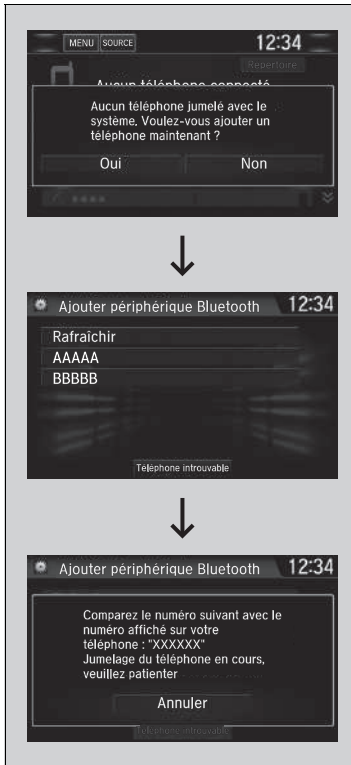 MENU SOURCE 12:34
Répertoire
Aucun téléphone connecté
Aucun téléphone jumelé avec le
système. Voulez-vous ajouter un
téléphone maintenant ?
Oui Non
Ajouter périphérique Bluetooth 12:34
Rafraîchir
AAAAA
BBBBB
Téléphone introuvable
Ajouter périphérique Bluetooth 12:34
Comparez le numéro suivant avec le
numéro affiché sur votre
téléphone : "XXXXXX"
Jumelage du téléphone en cours,
veuillez patienter
Annuler
Téléphone introuvable